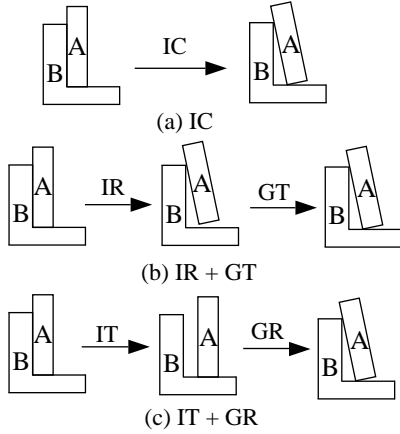 A B IC A B
(a) IC
A B IR A B GT A B
(b) IR + GT
A B IT A B GR A B
(c) IT + GR